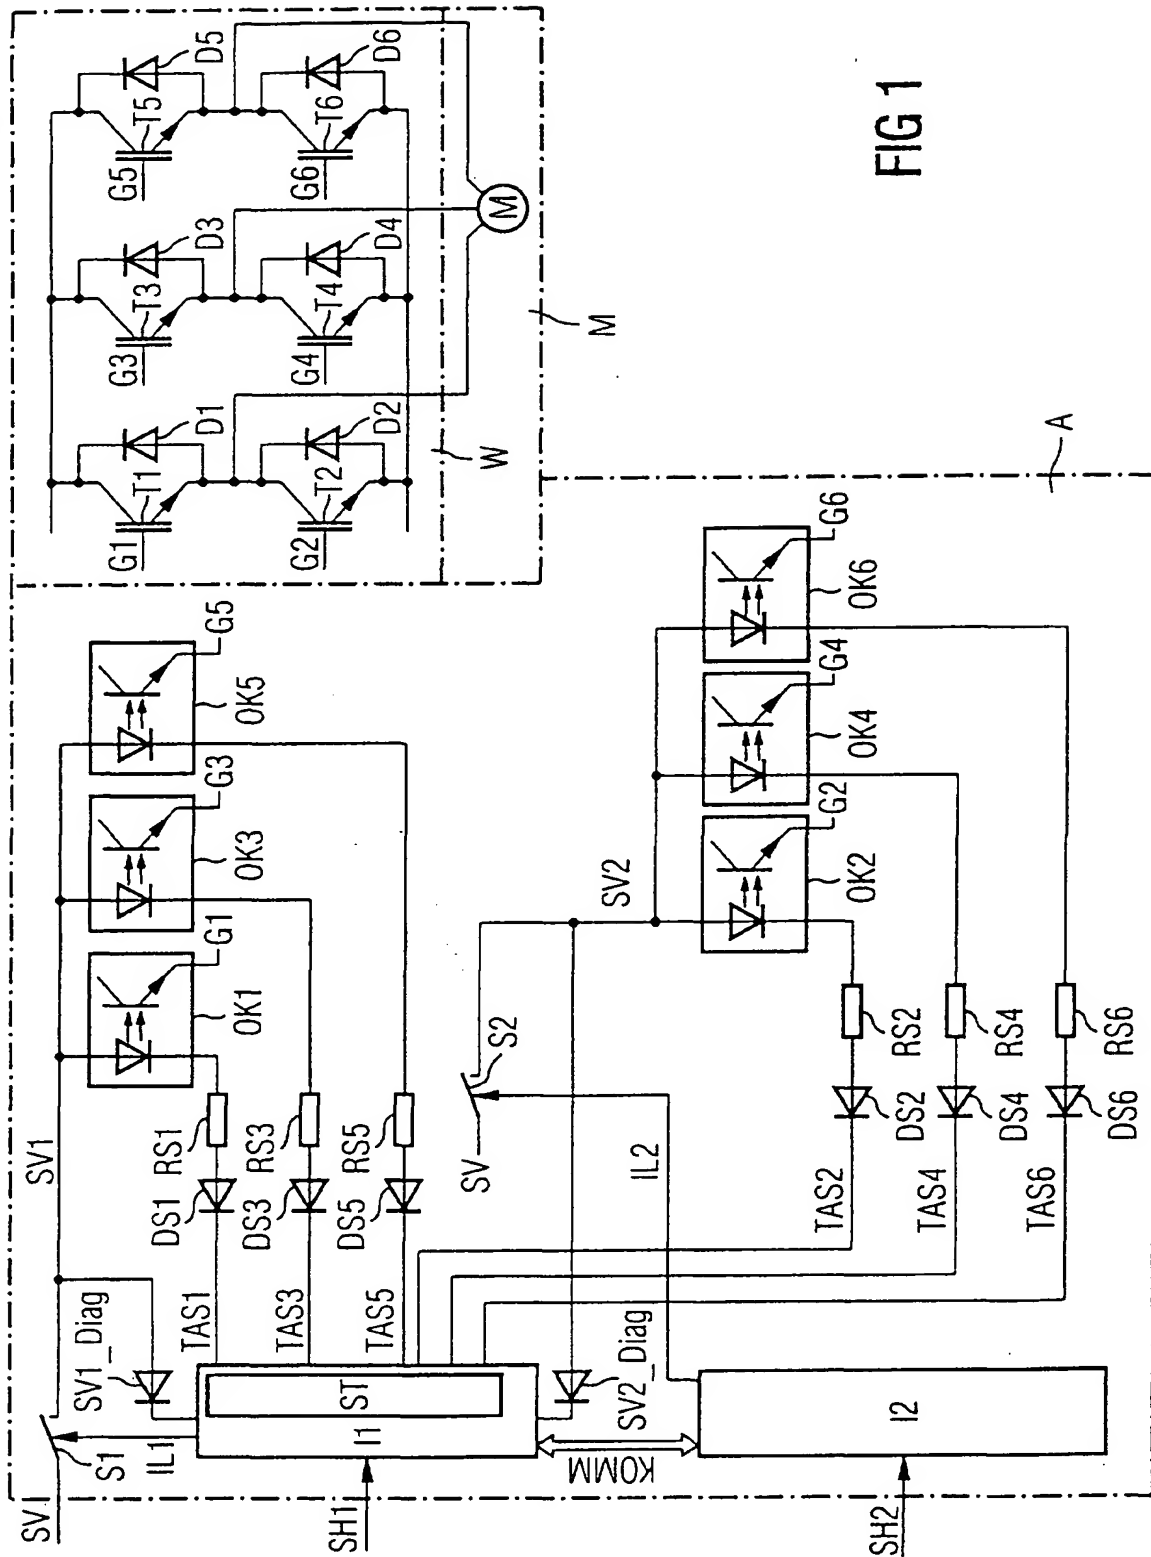 FIG 1
G1
T1
D1
G3
T3
D3
G5
T5
D5
G2
T2
D2
G4
T4
D4
G6
T6
D6
W
M
M
A
SV
S1
IL1
SV1_Diag
SV1
OK1
G1
OK3
G3
OK5
G5
TAS1
DS1
RS1
TAS3
DS3
RS3
TAS5
DS5
RS5
SH1
I1
ST
KOMM
SV2_Diag
SV
S2
IL2
SV2
OK2
G2
OK4
G4
OK6
G6
TAS2
DS2
RS2
TAS4
DS4
RS4
TAS6
DS6
RS6
SH2
I2